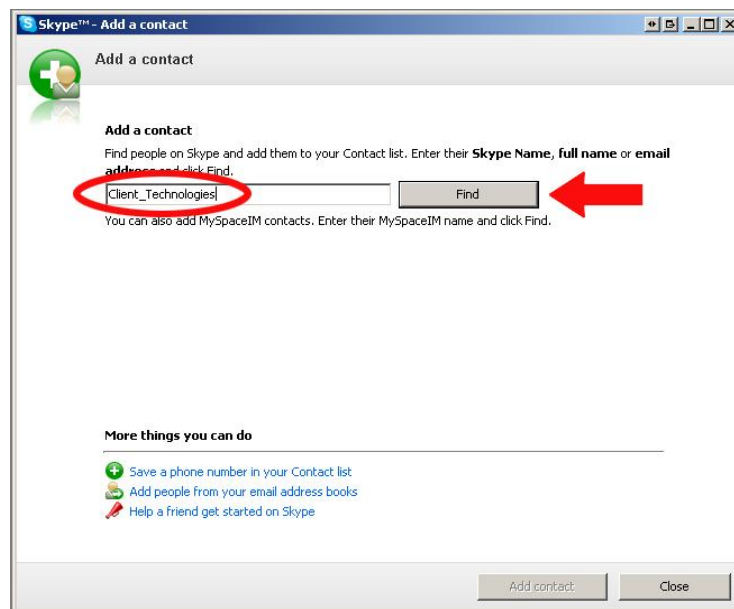 Skype™ - Add a contact
Add a contact
Add a contact
Find people on Skype and add them to your Contact list. Enter their Skype Name, full name or email
address and click Find.
Client_Technologies
Find
You can also add MySpaceIM contacts. Enter their MySpaceIM name and click Find.
More things you can do
Save a phone number in your Contact list
Add people from your email address books
Help a friend get started on Skype
Add contact
Close